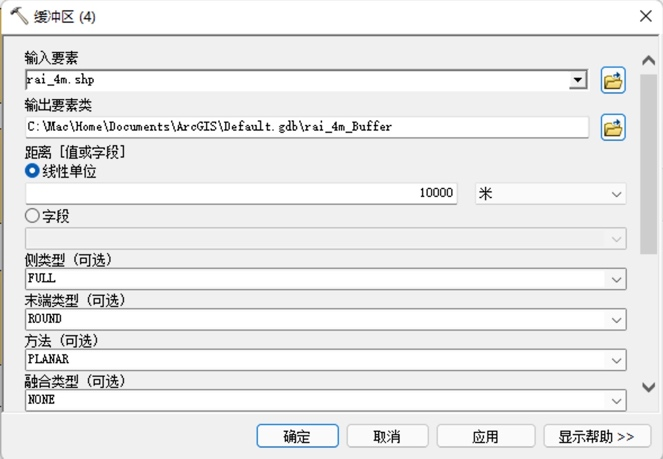 缓冲区 (4)
输入要素
rai_4m.shp
输出要素类
C:\Mac\Home\Documents\ArcGIS\Default.gdb\rai_4m_Buffer
距离 [值或字段]
线性单位
10000 米
字段
侧类型 (可选)
FULL
末端类型 (可选)
ROUND
方法 (可选)
PLANAR
融合类型 (可选)
NONE
确定 取消 应用 显示帮助 >>